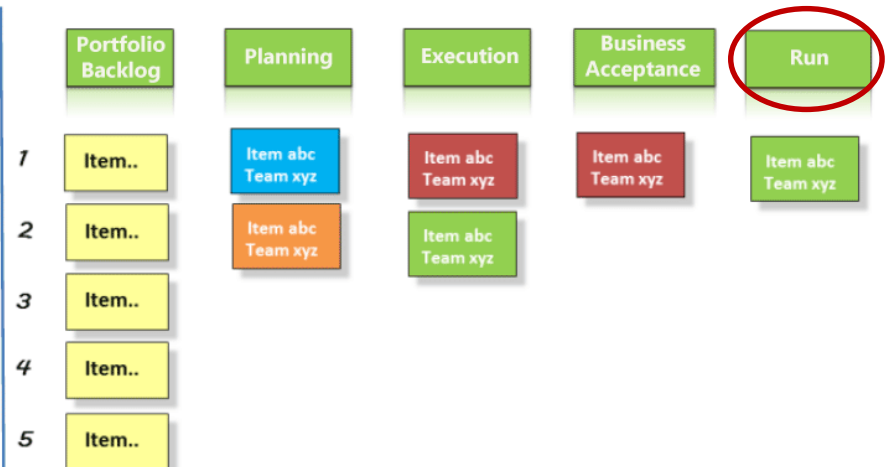 Portfolio
Backlog
Planning
Execution
Business
Acceptance
Run
1
Item..
Item abc
Team xyz
Item abc
Team xyz
Item abc
Team xyz
Item abc
Team xyz
2
Item..
Item abc
Team xyz
Item abc
Team xyz
3
Item..
4
Item..
5
Item..